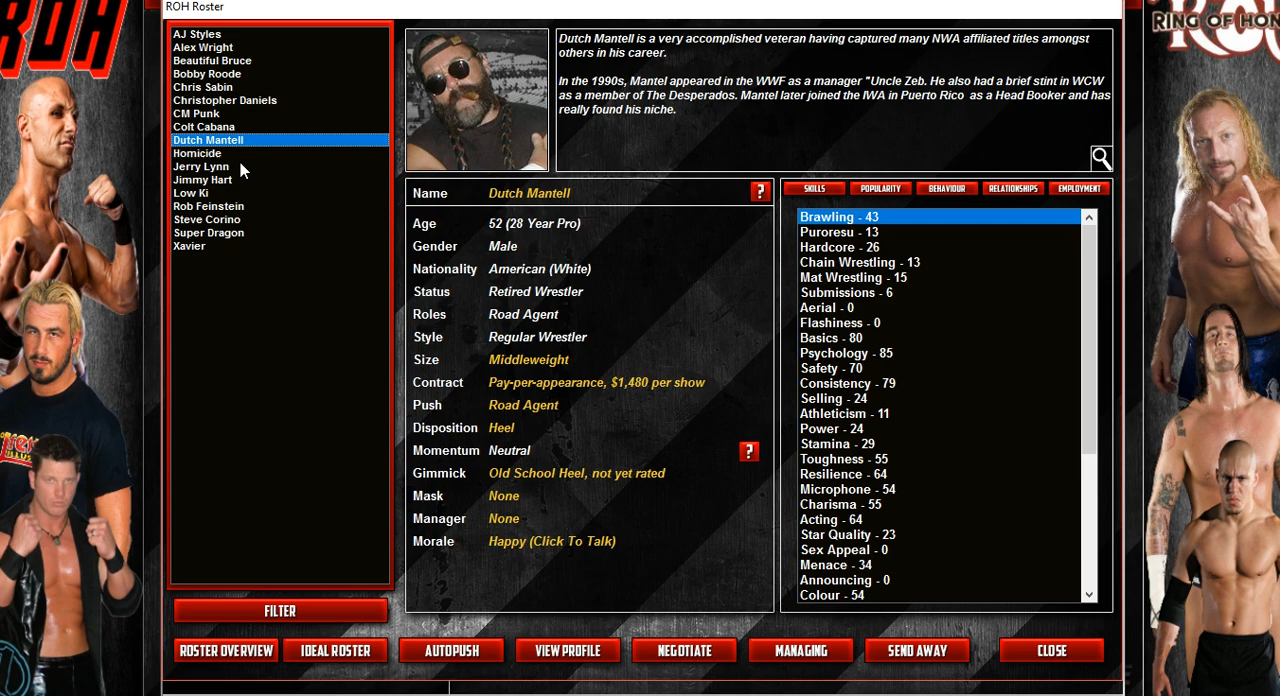 ROH Roster
ROH
RING OF HON
AJ Styles
Alex Wright
Beautiful Bruce
Bobby Roode
Chris Sabin
Christopher Daniels
CM Punk
Colt Cabana
Dutch Mantell
Homicide
Jerry Lynn
Jimmy Hart
Low Ki
Rob Feinstein
Steve Corino
Super Dragon
Xavier
FILTER
Dutch Mantell is a very accomplished veteran having captured many NWA affiliated titles amongst
others in his career.
In the 1990s, Mantel appeared in the WWF as a manager "Uncle Zeb. He also had a brief stint in WCW
as a member of The Desperados. Mantel later joined the IWA in Puerto Rico as a Head Booker and has
really found his niche.
Name Dutch Mantell ?
Age 52 (28 Year Pro)
Gender Male
Nationality American (White)
Status Retired Wrestler
Roles Road Agent
Style Regular Wrestler
Size Middleweight
Contract Pay-per-appearance, $1,480 per show
Push Road Agent
Disposition Heel
Momentum Neutral ?
Gimmick Old School Heel, not yet rated
Mask None
Manager None
Morale Happy (Click To Talk)
SKILLS POPULARITY BEHAVIOUR RELATIONSHIPS EMPLOYMENT
Brawling - 43
Puroresu - 13
Hardcore - 26
Chain Wrestling - 13
Mat Wrestling - 15
Submissions - 6
Aerial - 0
Flashiness - 0
Basics - 80
Psychology - 85
Safety - 70
Consistency - 79
Selling - 24
Athleticism - 11
Power - 24
Stamina - 29
Toughness - 55
Resilience - 64
Microphone - 54
Charisma - 55
Acting - 64
Star Quality - 23
Sex Appeal - 0
Menace - 34
Announcing - 0
Colour - 54
ROSTER OVERVIEW IDEAL ROSTER AUTOPUSH VIEW PROFILE NEGOTIATE MANAGING SEND AWAY CLOSE